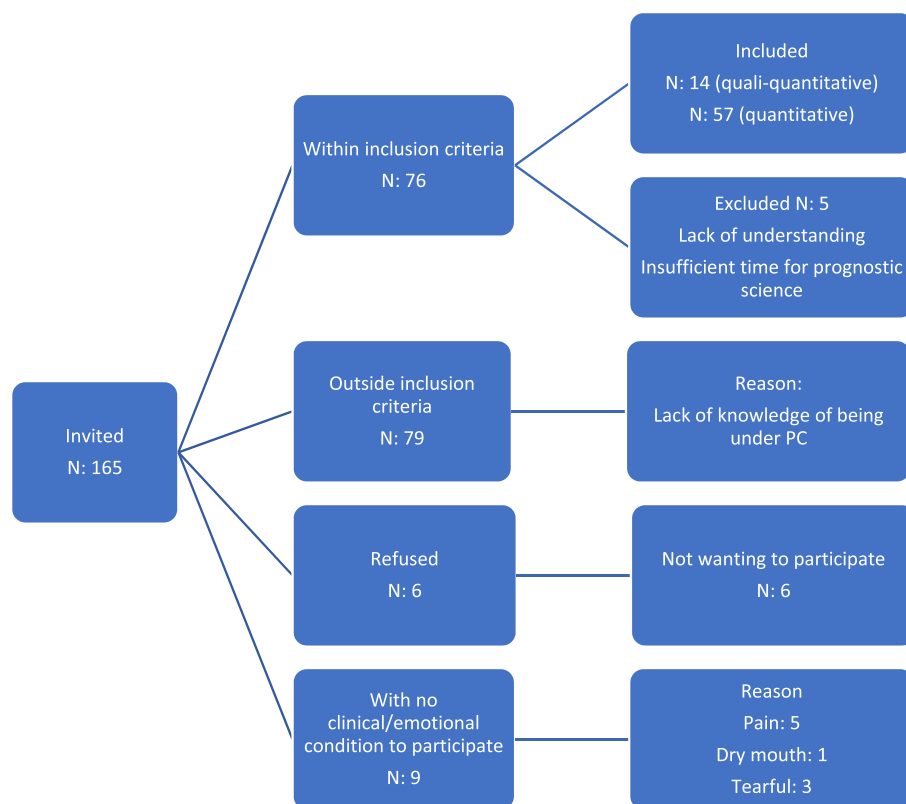 Invited
N: 165
Within inclusion criteria
N: 76
Included
N: 14 (quali-quantitative)
N: 57 (quantitative)
Excluded N: 5
Lack of understanding
Insufficient time for prognostic
science
Outside inclusion
criteria
N: 79
Reason:
Lack of knowledge of being
under PC
Refused
N: 6
Not wanting to participate
N: 6
With no
clinical/emotional
condition to participate
N: 9
Reason
Pain: 5
Dry mouth: 1
Tearful: 3